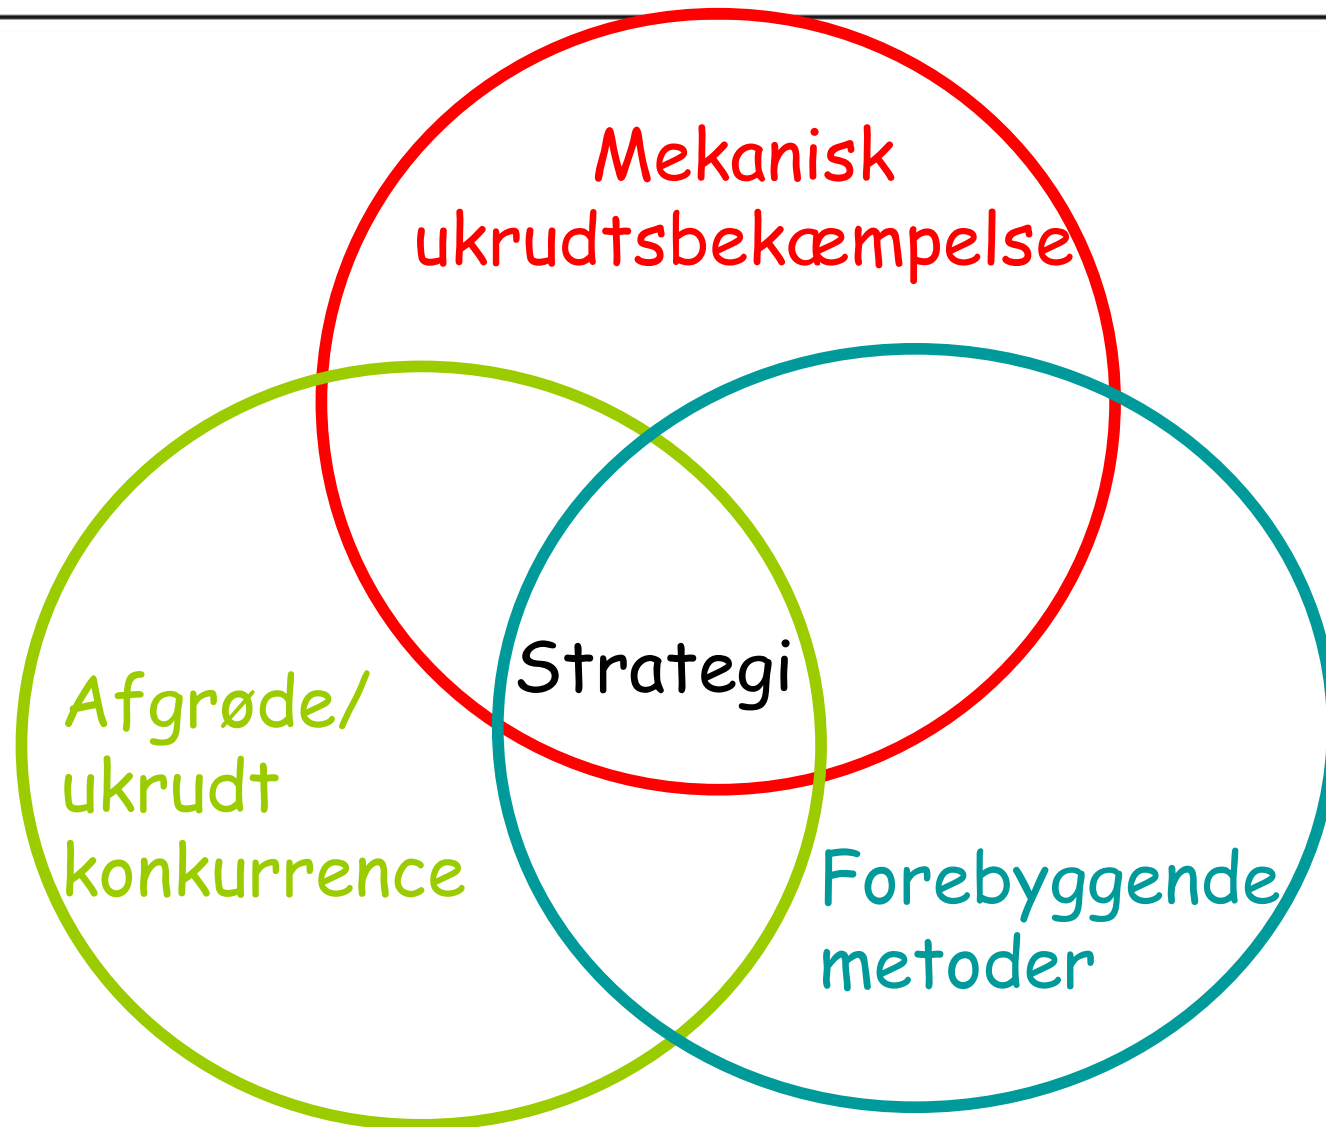 Mekanisk
ukrudtsbekæmpelse
Strategi
Afgrøde/
ukrudt
konkurrence
Forebyggende
metoder